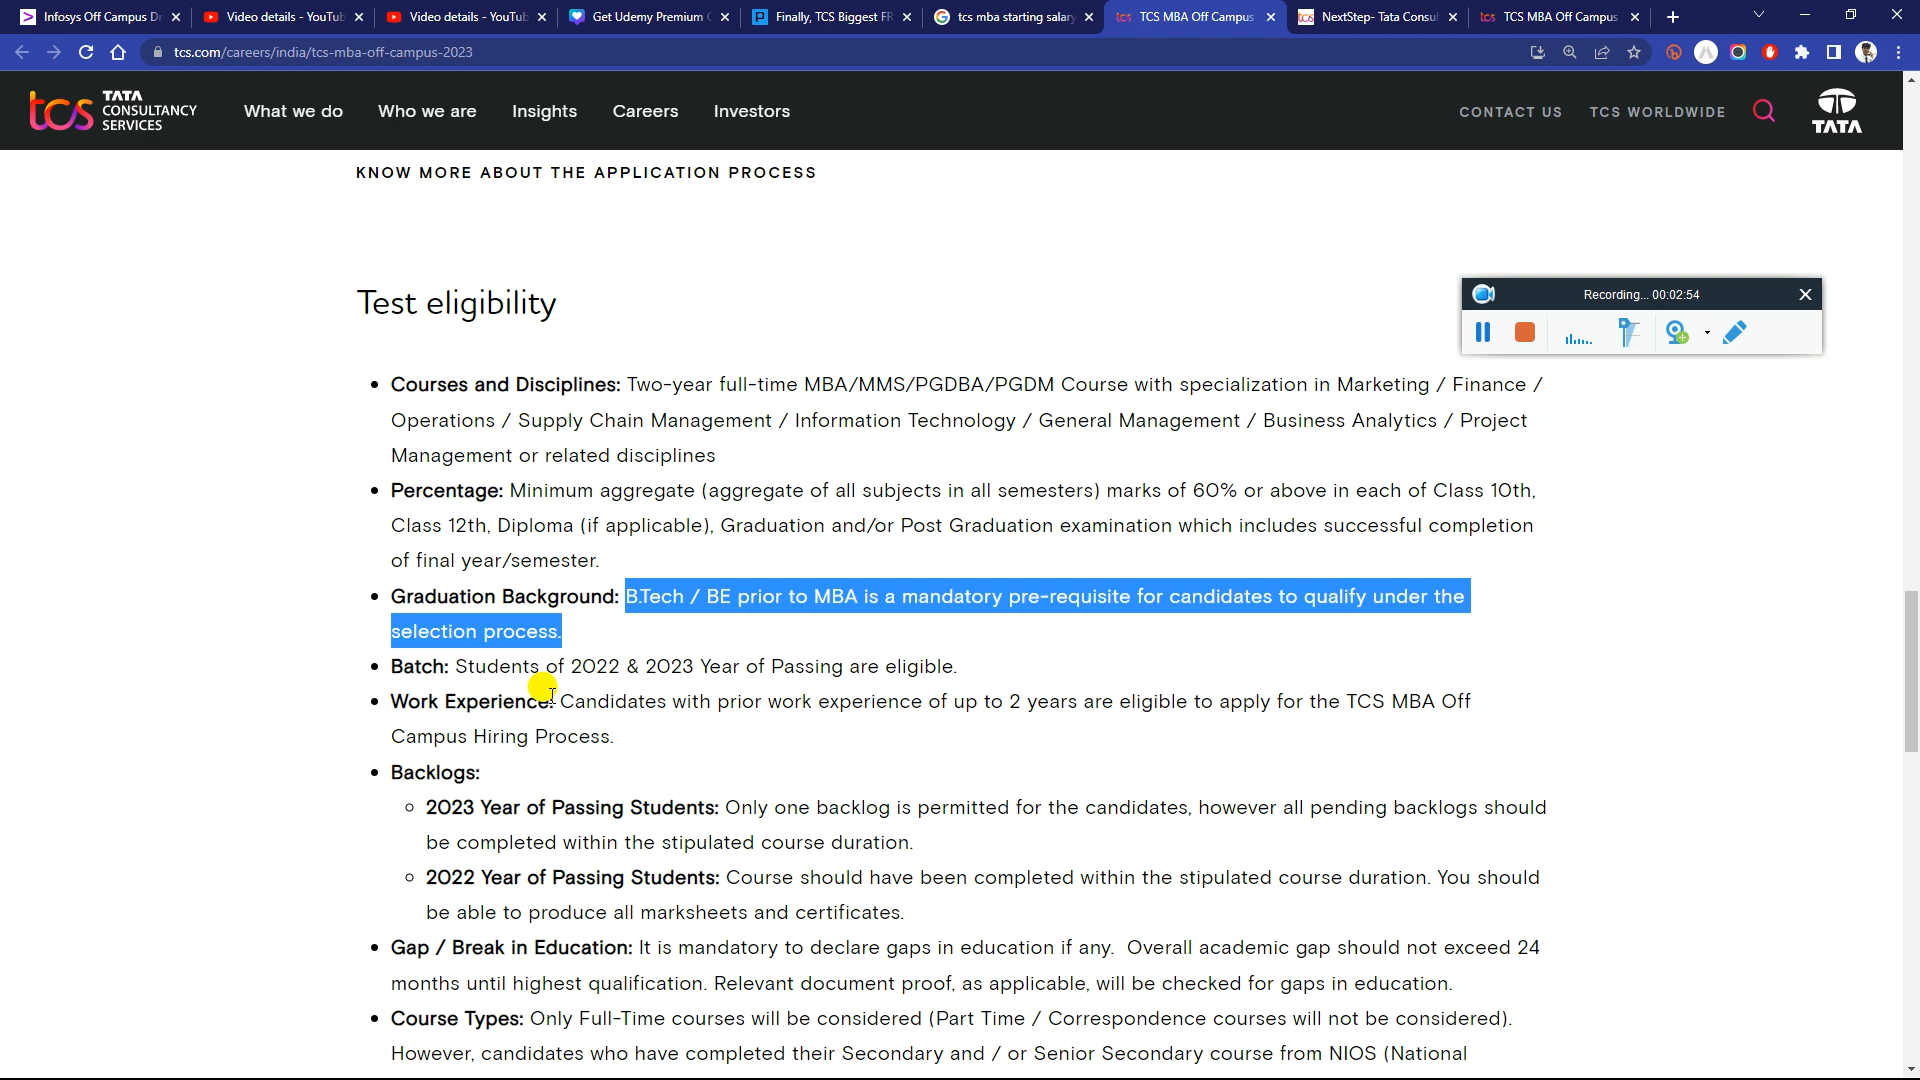 Infosys Off Campus Dr
Video details - YouTub
Video details - YouTub
Get Udemy Premium C
Finally, TCS Biggest FR
tcs mba starting salary
TCS MBA Off Campus
NextStep- Tata Consul
TCS MBA Off Campus
tcs.com/careers/india/tcs-mba-off-campus-2023
tcs TATA
CONSULTANCY
SERVICES
What we do
Who we are
Insights
Careers
Investors
CONTACT US
TCS WORLDWIDE
TATA
KNOW MORE ABOUT THE APPLICATION PROCESS
Test eligibility
Recording... 00:02:54
• Courses and Disciplines: Two-year full-time MBA/MMS/PGDBA/PGDM Course with specialization in Marketing / Finance /
Operations / Supply Chain Management / Information Technology / General Management / Business Analytics / Project
Management or related disciplines
• Percentage: Minimum aggregate (aggregate of all subjects in all semesters) marks of 60% or above in each of Class 10th,
Class 12th, Diploma (if applicable), Graduation and/or Post Graduation examination which includes successful completion
of final year/semester.
• Graduation Background: B.Tech / BE prior to MBA is a mandatory pre-requisite for candidates to qualify under the
selection process.
• Batch: Students of 2022 & 2023 Year of Passing are eligible.
• Work Experience: Candidates with prior work experience of up to 2 years are eligible to apply for the TCS MBA Off
Campus Hiring Process.
• Backlogs:
○ 2023 Year of Passing Students: Only one backlog is permitted for the candidates, however all pending backlogs should
be completed within the stipulated course duration.
○ 2022 Year of Passing Students: Course should have been completed within the stipulated course duration. You should
be able to produce all marksheets and certificates.
• Gap / Break in Education: It is mandatory to declare gaps in education if any. Overall academic gap should not exceed 24
months until highest qualification. Relevant document proof, as applicable, will be checked for gaps in education.
• Course Types: Only Full-Time courses will be considered (Part Time / Correspondence courses will not be considered).
However, candidates who have completed their Secondary and / or Senior Secondary course from NIOS (National